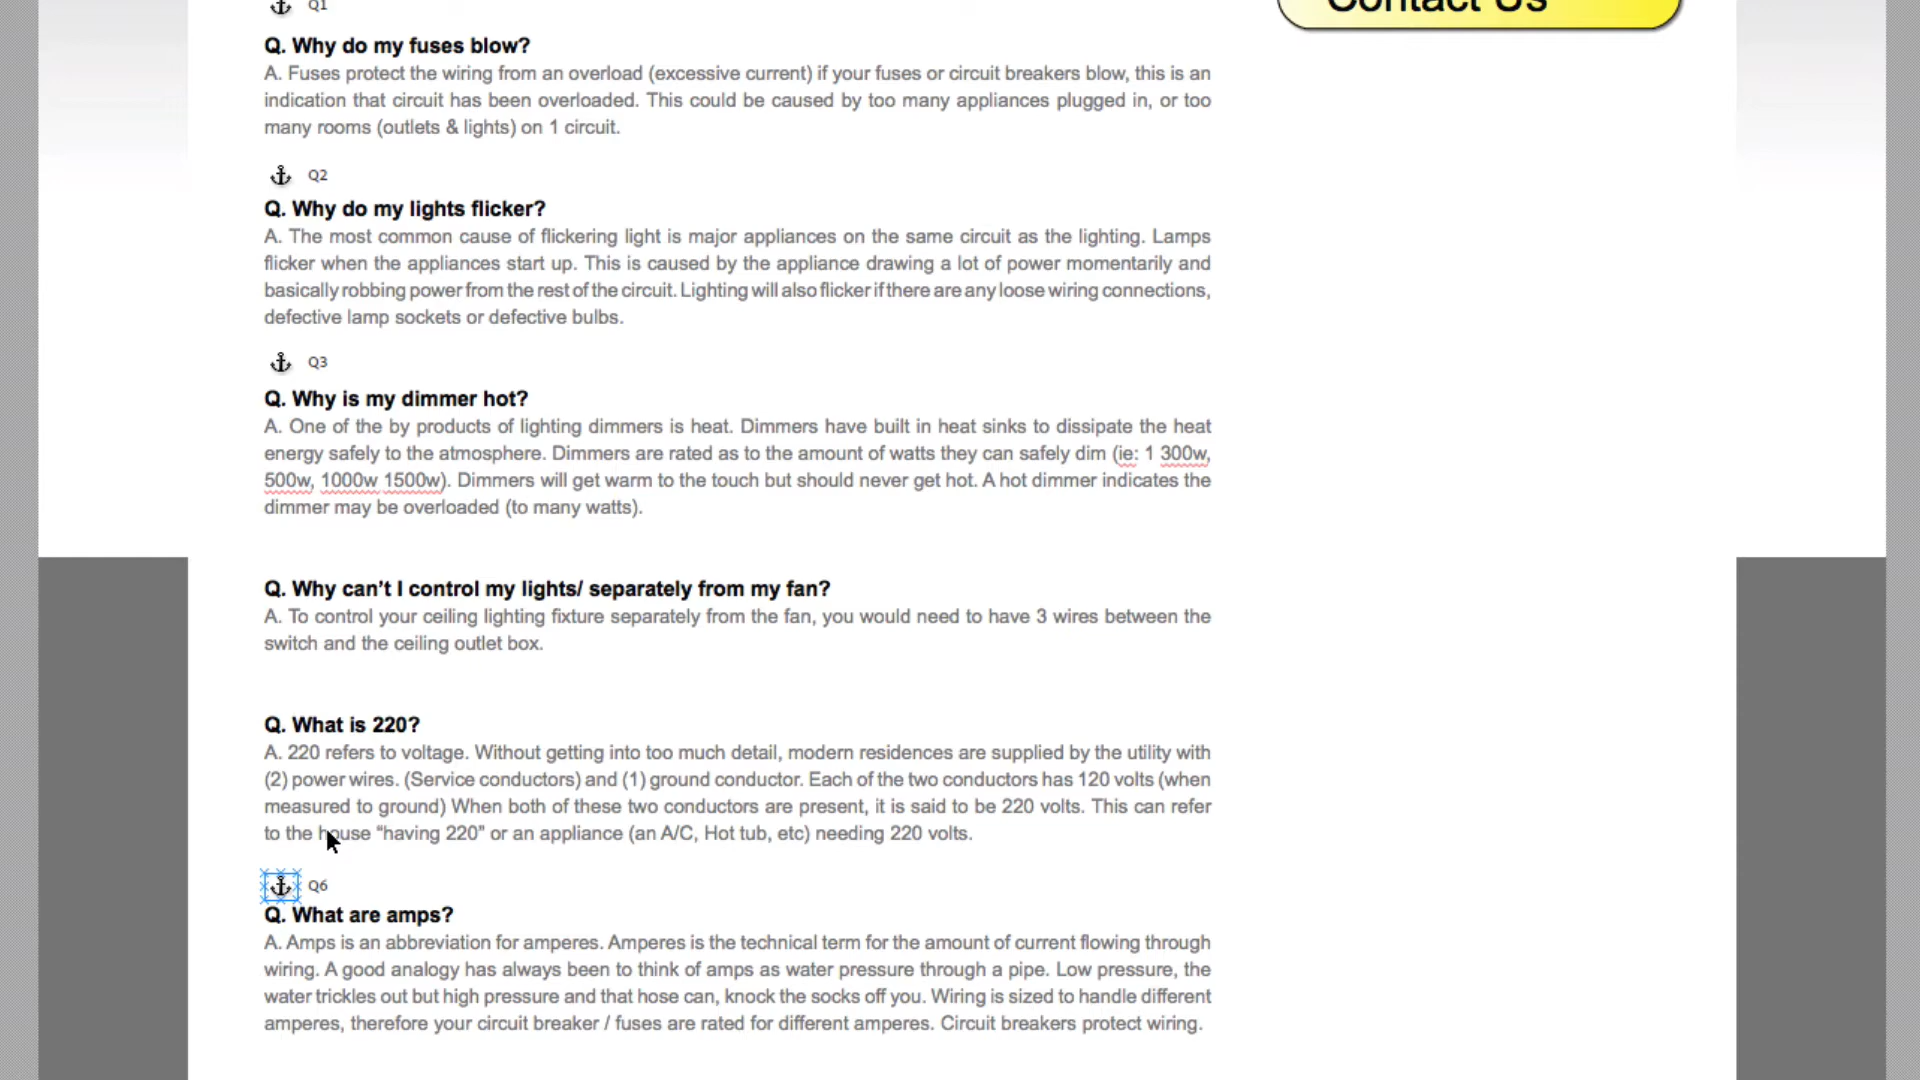 Q1
Contact Us
Q. Why do my fuses blow?
A. Fuses protect the wiring from an overload (excessive current) if your fuses or circuit breakers blow, this is an
indication that circuit has been overloaded. This could be caused by too many appliances plugged in, or too
many rooms (outlets & lights) on 1 circuit.
Q2
Q. Why do my lights flicker?
A. The most common cause of flickering light is major appliances on the same circuit as the lighting. Lamps
flicker when the appliances start up. This is caused by the appliance drawing a lot of power momentarily and
basically robbing power from the rest of the circuit. Lighting will also flicker if there are any loose wiring connections,
defective lamp sockets or defective bulbs.
Q3
Q. Why is my dimmer hot?
A. One of the by products of lighting dimmers is heat. Dimmers have built in heat sinks to dissipate the heat
energy safely to the atmosphere. Dimmers are rated as to the amount of watts they can safely dim (ie: 1 300w,
500w, 1000w 1500w). Dimmers will get warm to the touch but should never get hot. A hot dimmer indicates the
dimmer may be overloaded (to many watts).
Q. Why can’t I control my lights/ separately from my fan?
A. To control your ceiling lighting fixture separately from the fan, you would need to have 3 wires between the
switch and the ceiling outlet box.
Q. What is 220?
A. 220 refers to voltage. Without getting into too much detail, modern residences are supplied by the utility with
(2) power wires. (Service conductors) and (1) ground conductor. Each of the two conductors has 120 volts (when
measured to ground) When both of these two conductors are present, it is said to be 220 volts. This can refer
to the house “having 220” or an appliance (an A/C, Hot tub, etc) needing 220 volts.
Q6
Q. What are amps?
A. Amps is an abbreviation for amperes. Amperes is the technical term for the amount of current flowing through
wiring. A good analogy has always been to think of amps as water pressure through a pipe. Low pressure, the
water trickles out but high pressure and that hose can, knock the socks off you. Wiring is sized to handle different
amperes, therefore your circuit breaker / fuses are rated for different amperes. Circuit breakers protect wiring.